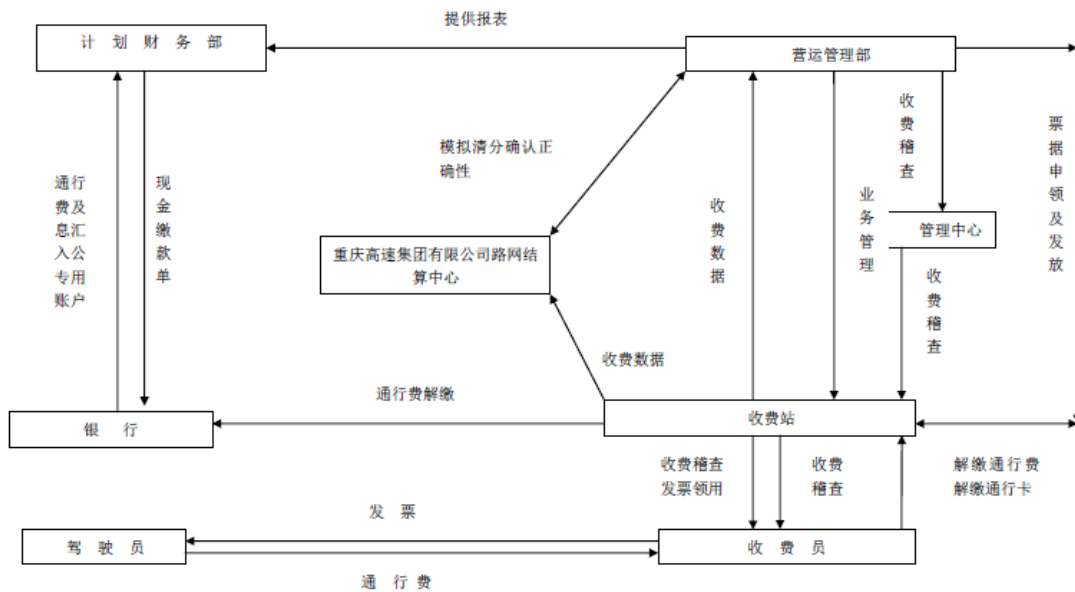 提供报表
计 划 财 务 部
营运管理部
收
费
稽
查
票
据
申
领
及
发
放
模拟清分确认正
确性
通行
费及
息汇
入公
专用
账户
现
金
缴
款
单
收
费
数
据
业
务
管
理
管理中心
重庆高速集团有限公司路网结
算中心
收
费
稽
查
收费数据
通行费解缴
银 行
收费站
收费稽查
发票领用
收费
稽查
解缴通行费
解缴通行卡
发 票
驾 驶 员
收 费 员
通 行 费